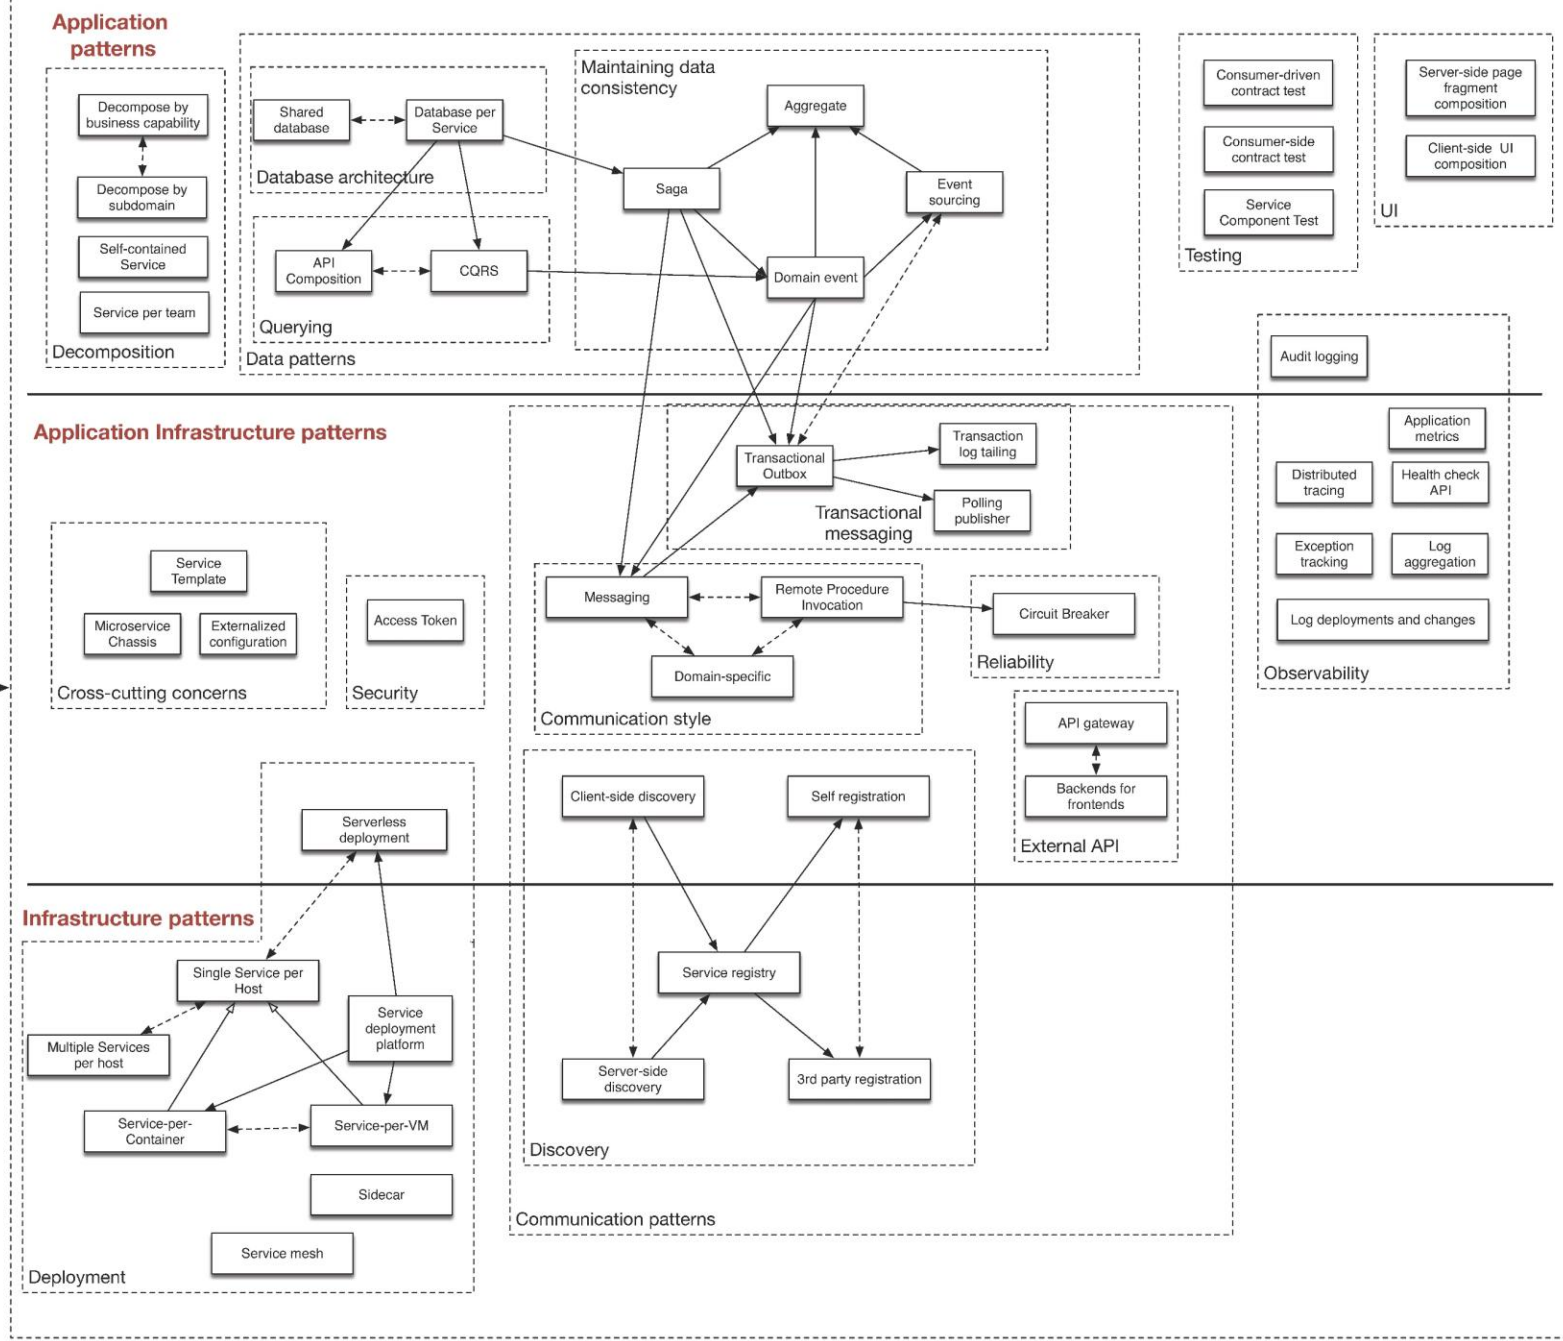 Application
patterns
Decompose by
business capability
Decompose by
subdomain
Self-contained
Service
Service per team
Decomposition
Shared
database
Database per
Service
Database architecture
API
Composition
CQRS
Querying
Data patterns
Maintaining data
consistency
Aggregate
Saga
Event
sourcing
Domain event
Consumer-driven
contract test
Consumer-side
contract test
Service
Component Test
Testing
Server-side page
fragment
composition
Client-side UI
composition
UI
Audit logging
Application
metrics
Distributed
tracing
Health check
API
Exception
tracking
Log
aggregation
Log deployments and changes
Observability
Application Infrastructure patterns
Service
Template
Microservice
Chassis
Externalized
configuration
Cross-cutting concerns
Access Token
Security
Transactional
Outbox
Transaction
log tailing
Polling
publisher
Transactional
messaging
Messaging
Remote Procedure
Invocation
Domain-specific
Communication style
Circuit Breaker
Reliability
API gateway
Backends for
frontends
External API
Client-side discovery
Self registration
Service registry
Server-side
discovery
3rd party registration
Discovery
Communication patterns
Infrastructure patterns
Serverless
deployment
Single Service per
Host
Service
deployment
platform
Multiple Services
per host
Service-per-
Container
Service-per-VM
Sidecar
Service mesh
Deployment